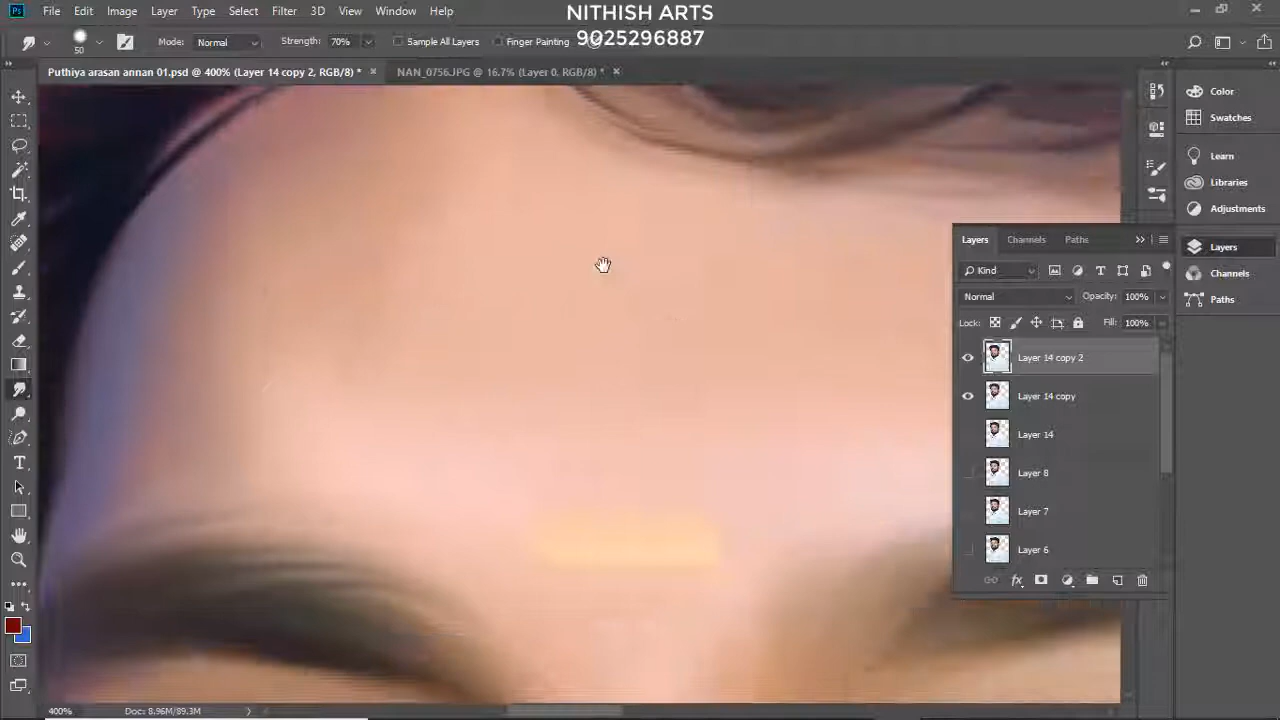 NITHISH ARTS
9025296887
File Edit Image Layer Type Select Filter 3D View Window Help
50 Mode: Normal Strength: 70% Sample All Layers Finger Painting
Puthiya arasan annan 01.psd @ 400% (Layer 14 copy 2, RGB/8) * ×
NAN_0756.JPG @ 16.7% (Layer 0, RGB/8) * ×
Color
Swatches
Learn
Libraries
Adjustments
Layers
Channels
Paths
Layers Channels Paths
Kind
Normal Opacity: 100%
Lock: Fill: 100%
Layer 14 copy 2
Layer 14 copy
Layer 14
Layer 8
Layer 7
Layer 6
fx
400% Doc: 8.96M/89.3M